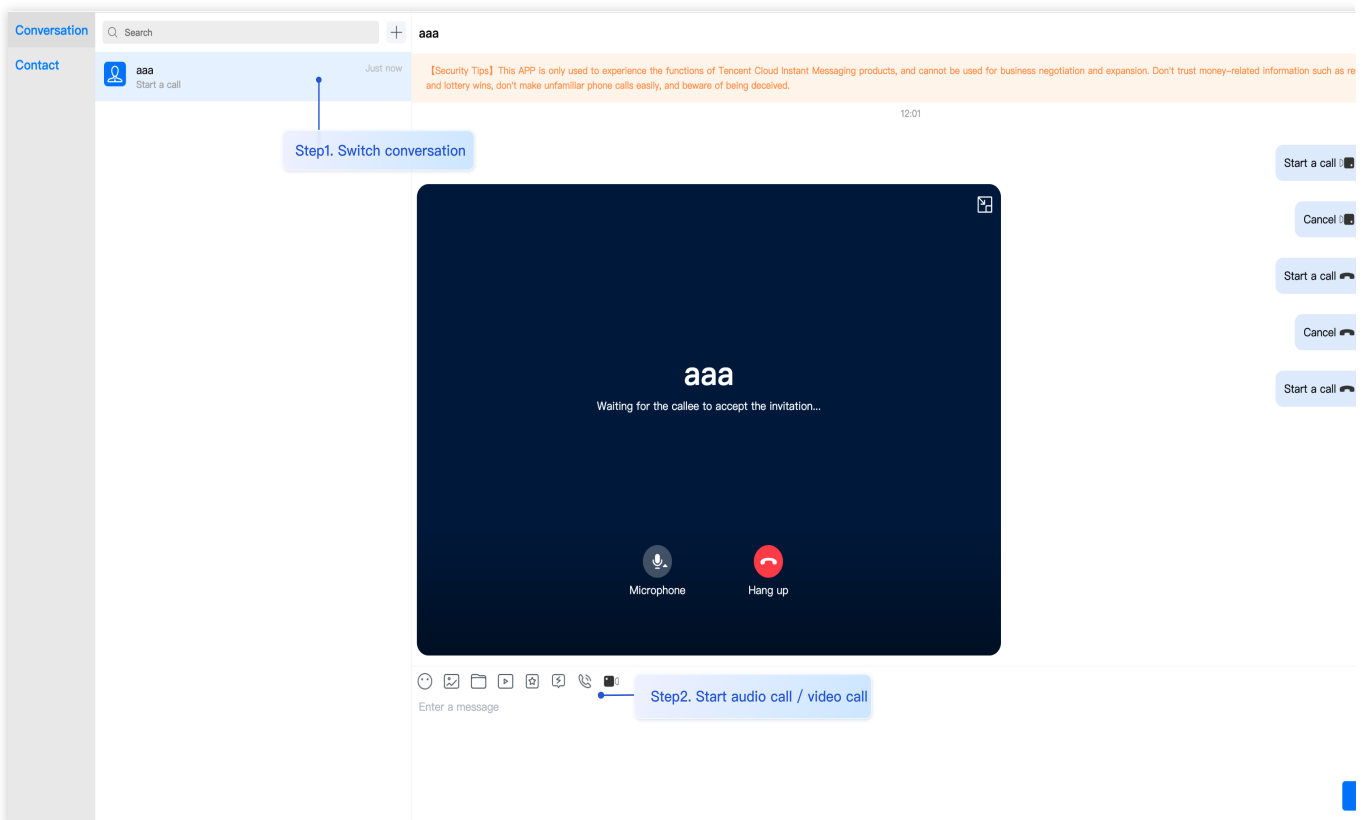 Conversation
Contact
Search
aaa
Start a call
Just now
Step1. Switch conversation
aaa
【Security Tips】This APP is only used to experience the functions of Tencent Cloud Instant Messaging products, and cannot be used for business negotiation and expansion. Don't trust money-related information such as re
and lottery wins, don't make unfamiliar phone calls easily, and beware of being deceived.
12:01
Start a call
Cancel
Start a call
Cancel
Start a call
aaa
Waiting for the callee to accept the invitation...
Microphone
Hang up
Step2. Start audio call / video call
Enter a message